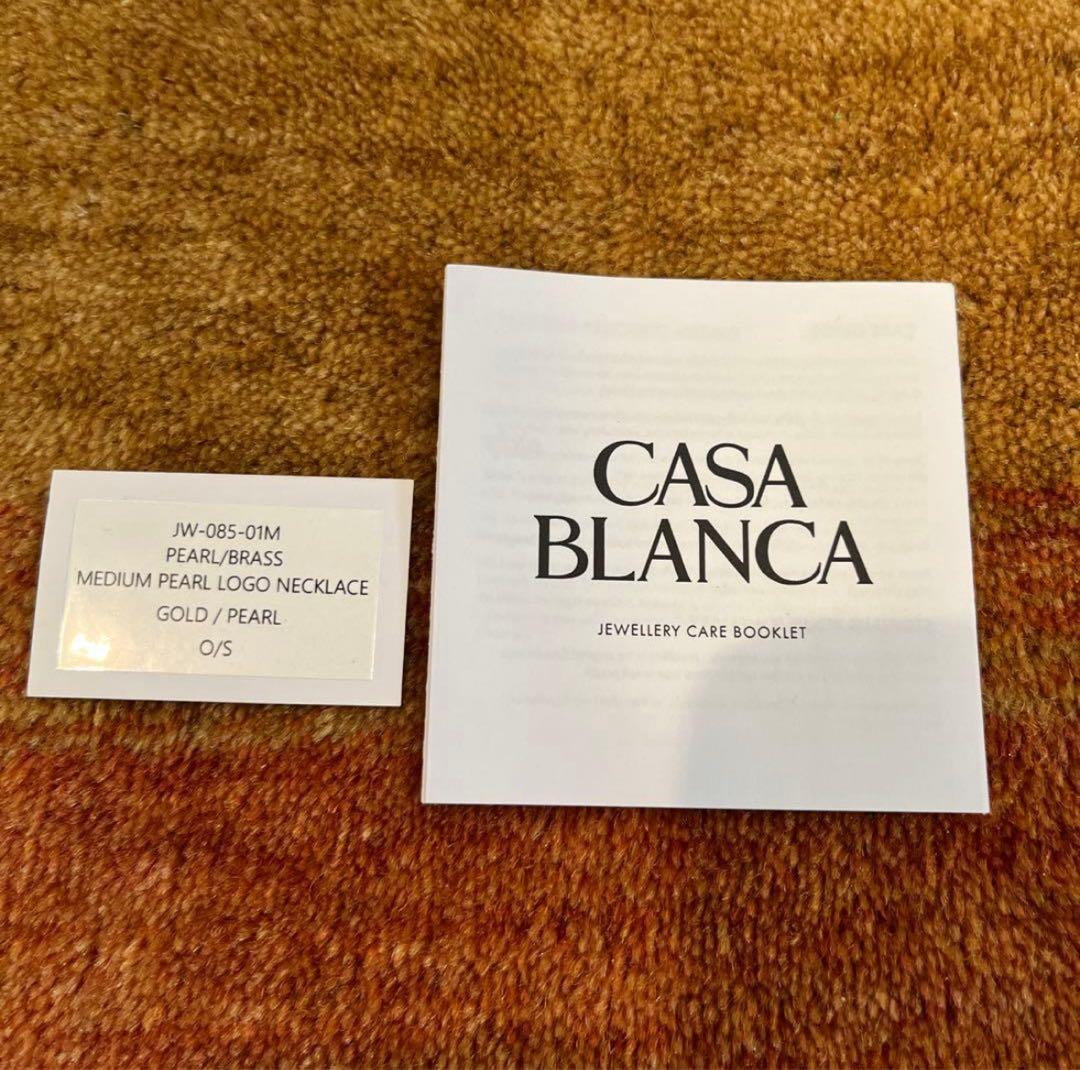 JW-085-01M
PEARL/BRASS
MEDIUM PEARL LOGO NECKLACE
GOLD / PEARL
O/S
CASA
BLANCA
JEWELLERY CARE BOOKLET